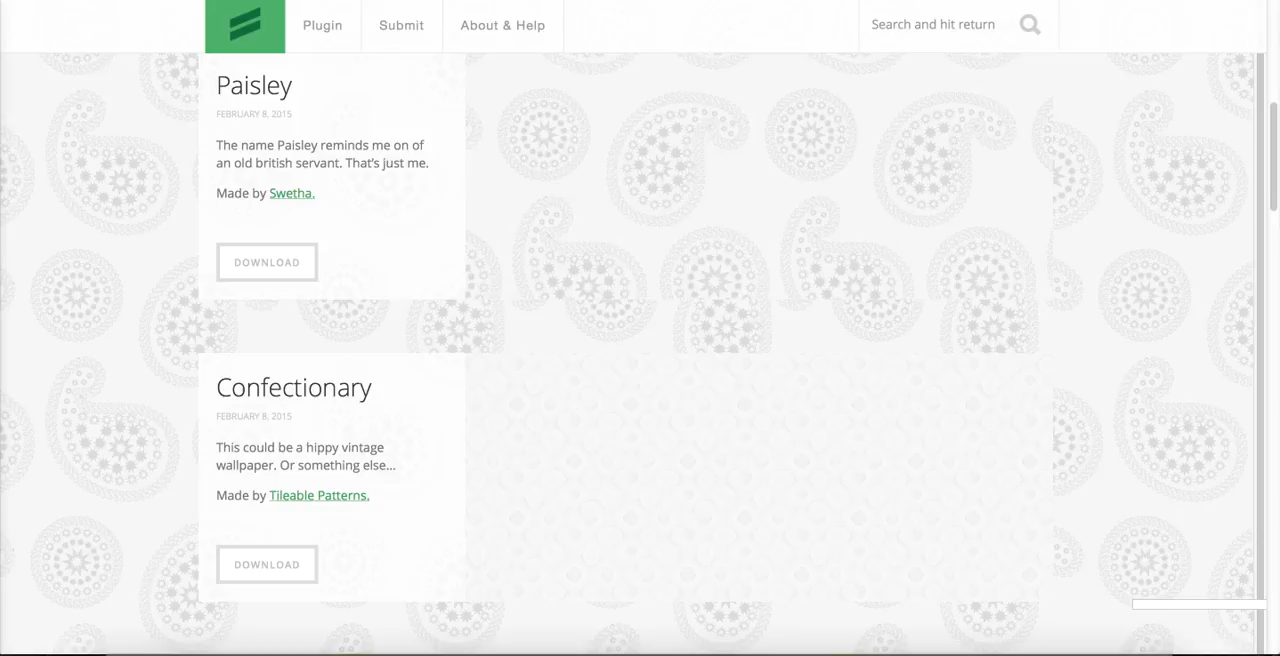 Plugin
Submit
About & Help
Search and hit return
Paisley
FEBRUARY 8, 2015
The name Paisley reminds me on of
an old british servant. That's just me.
Made by Swetha.
DOWNLOAD
Confectionary
FEBRUARY 8, 2015
This could be a hippy vintage
wallpaper. Or something else...
Made by Tileable Patterns.
DOWNLOAD